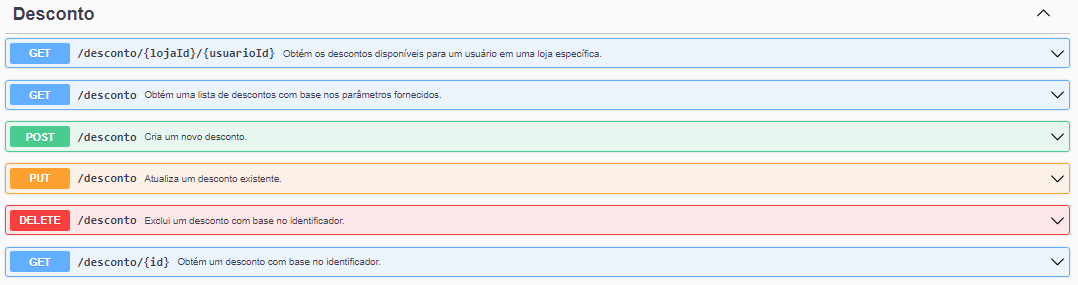 Desconto
GET /desconto/{lojaId}/{usuarioId} Obtém os descontos disponíveis para um usuário em uma loja específica.
GET /desconto Obtém uma lista de descontos com base nos parâmetros fornecidos.
POST /desconto Cria um novo desconto.
PUT /desconto Atualiza um desconto existente.
DELETE /desconto Exclui um desconto com base no identificador.
GET /desconto/{id} Obtém um desconto com base no identificador.